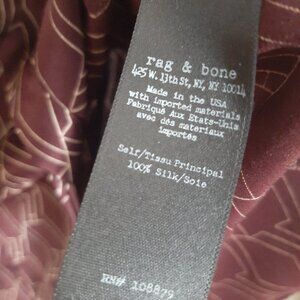 rag & bone
425 W. 13th St, NY, NY 10014
Made in the USA
with imported materials
Fabriqué Aux Etats-Unis
avec dés materiaux
importés
Self/Tissu Principal
100% Silk/Soie
RN# 108879